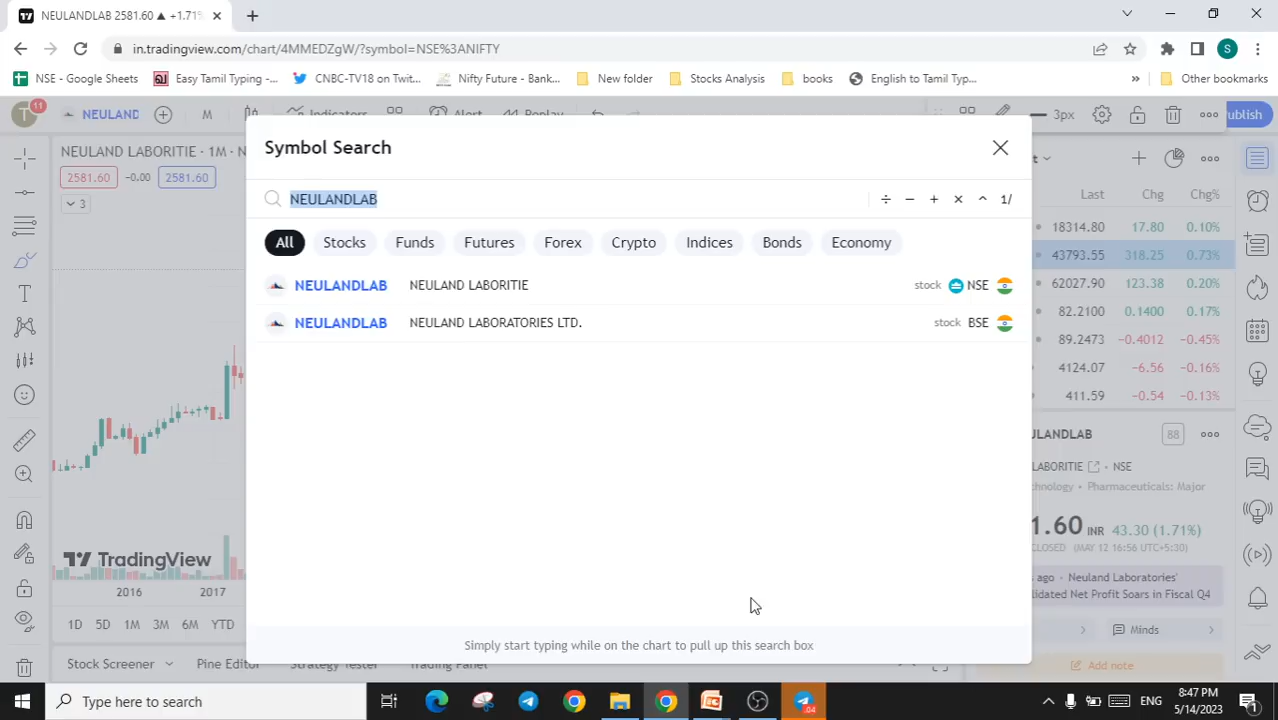 NEULANDLAB 2581.60 ▲ +1.71%
in.tradingview.com/chart/4MMEDZgW/?symbol=NSE%3ANIFTY
S
NSE - Google Sheets
Easy Tamil Typing -...
CNBC-TV18 on Twit...
Nifty Future - Bank...
New folder
Stocks Analysis
books
English to Tamil Typ...
»
Other bookmarks
T 11
NEULAND
M
Indicators
Alert
Replay
3px
ublish
NEULAND LABORITIE · 1M · N
2581.60 -0.00 2581.60
3
Symbol Search
NEULANDLAB
÷ − + × ^ 1/
All Stocks Funds Futures Forex Crypto Indices Bonds Economy
NEULANDLAB NEULAND LABORITIE stock NSE
NEULANDLAB NEULAND LABORATORIES LTD. stock BSE
Simply start typing while on the chart to pull up this search box
t
Last Chg Chg%
18314.80 17.80 0.10%
43793.55 318.25 0.73%
62027.90 123.38 0.20%
82.2100 0.1400 0.17%
89.2473 −0.4012 −0.45%
4124.07 −6.56 −0.16%
411.59 −0.54 −0.13%
ULANDLAB 88
LABORITIE NSE
hnology • Pharmaceuticals: Major
1.60 INR 43.30 (1.71%)
CLOSED (MAY 12 16:56 UTC+5:30)
s ago · Neuland Laboratories'
lidated Net Profit Soars in Fiscal Q4
Minds
Add note
TradingView
2016 2017
1D 5D 1M 3M 6M YTD
Stock Screener
Pine Editor
Strategy Tester
Trading Panel
Type here to search
.04
ENG
8:47 PM
5/14/2023
1